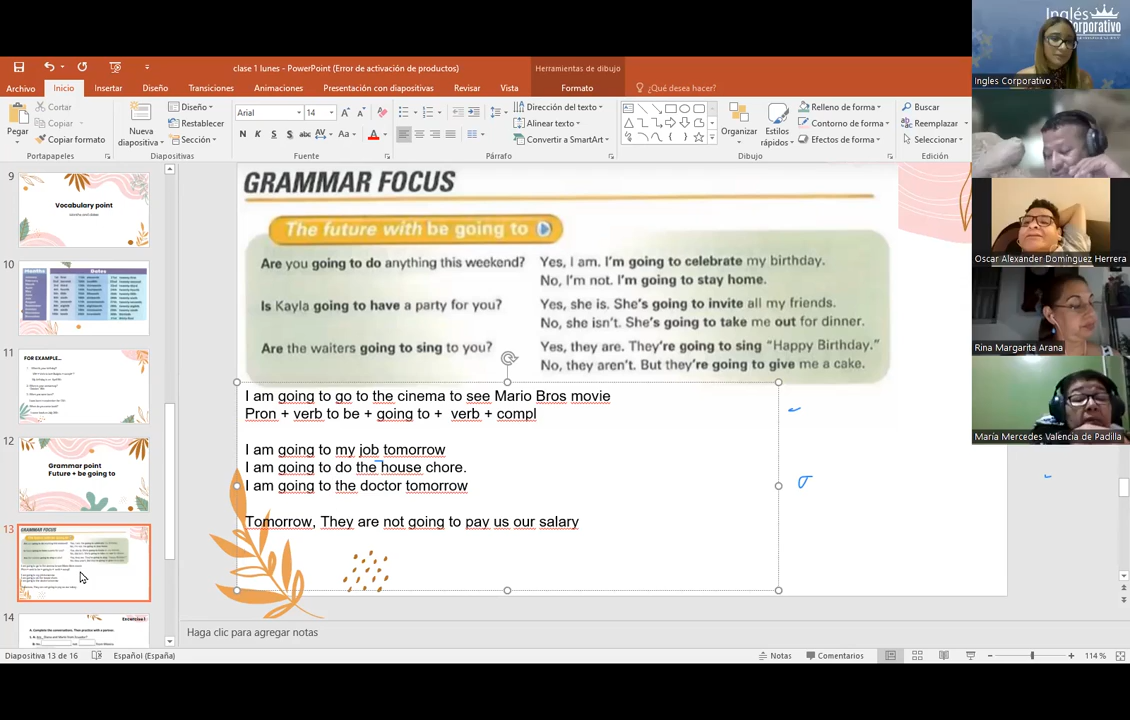 clase 1 lunes - PowerPoint (Error de activación de productos)
Herramientas de dibujo
Archivo Inicio Insertar Diseño Transiciones Animaciones Presentación con diapositivas Revisar Vista Formato ¿Qué desea hacer?
Pegar
Cortar
Copiar
Copiar formato
Portapapeles
Nueva diapositiva
Diseño
Restablecer
Sección
Diapositivas
Arial 14
N K S S abc AV Aa A
Fuente
Párrafo
Dirección del texto
Alinear texto
Convertir a SmartArt
Organizar
Estilos rápidos
Relleno de forma
Contorno de forma
Efectos de forma
Dibujo
Buscar
Reemplazar
Seleccionar
Edición
9
Vocabulary point
10
Months Dates
11
FOR EXAMPLE...
12
Grammar point
Future + be going to
13
14
GRAMMAR FOCUS
The future with be going to
Are you going to do anything this weekend?
Yes, I am. I'm going to celebrate my birthday.
No, I'm not. I'm going to stay home.
Is Kayla going to have a party for you?
Yes, she is. She's going to invite all my friends.
No, she isn't. She's going to take me out for dinner.
Are the waiters going to sing to you?
Yes, they are. They're going to sing "Happy Birthday."
No, they aren't. But they're going to give me a cake.
I am going to go to the cinema to see Mario Bros movie
Pron + verb to be + going to + verb + compl
I am going to my job tomorrow
I am going to do the house chore.
I am going to the doctor tomorrow
Tomorrow, They are not going to pay us our salary
Haga clic para agregar notas
Diapositiva 13 de 16 Español (España) Notas Comentarios 114 %
Inglés
Corporativo
Ingles Corporativo
Oscar Alexander Domínguez Herrera
Rina Margarita Arana
María Mercedes Valencia de Padilla